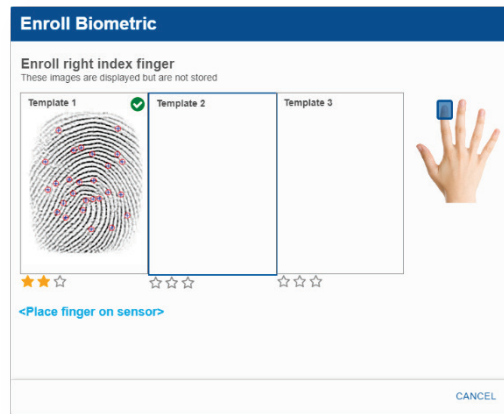 Enroll Biometric
Enroll right index finger
These images are displayed but are not stored
Template 1
Template 2
Template 3
<Place finger on sensor>
CANCEL